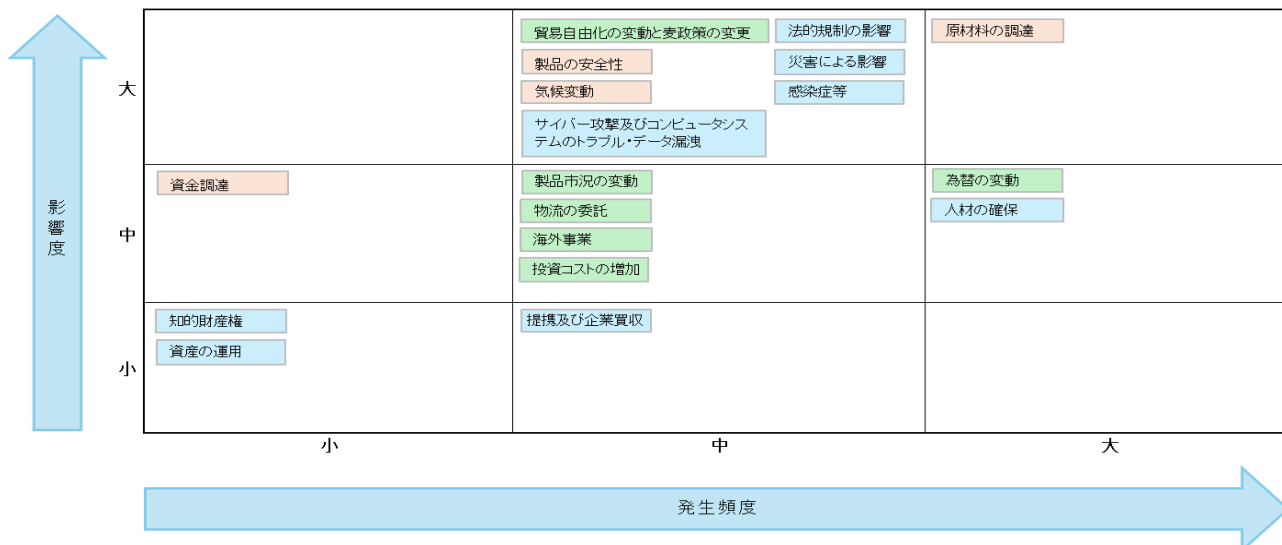 影響度
大
貿易自由化の変動と麦政策の変更
法的規制の影響
製品の安全性
災害による影響
気候変動
感染症等
サイバー攻撃及びコンピュータシス
テムのトラブル・データ漏洩
原材料の調達
中
資金調達
製品市況の変動
物流の委託
海外事業
投資コストの増加
為替の変動
人材の確保
小
知的財産権
資産の運用
提携及び企業買収
小
中
大
発生頻度